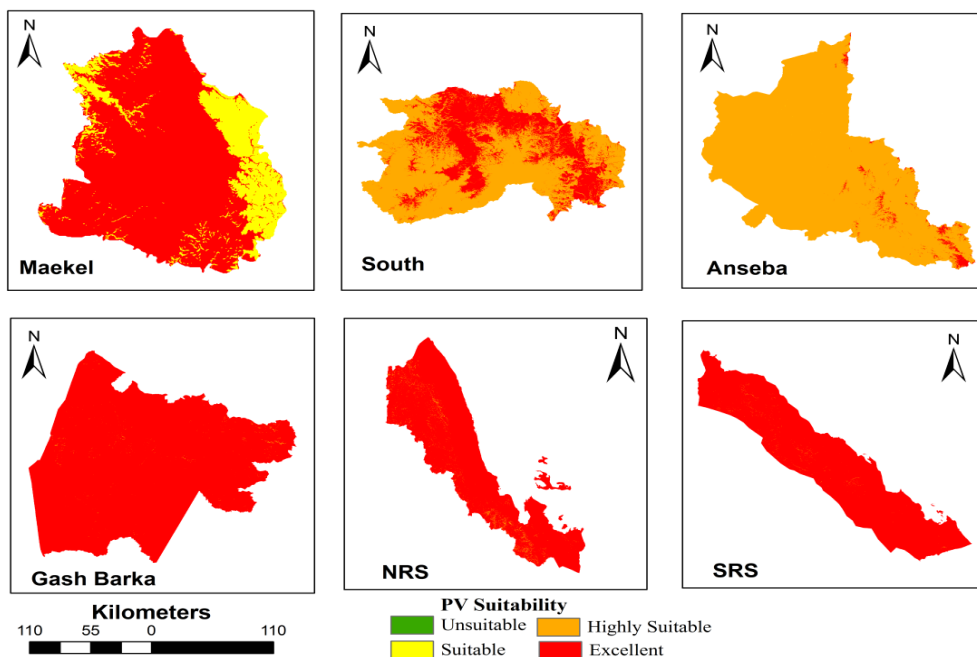 N
N
N
Maekel
South
Anseba
N
N
N
Gash Barka
NRS
SRS
Kilometers
110 55 0 110
PV Suitability
Unsuitable Highly Suitable
Suitable Excellent